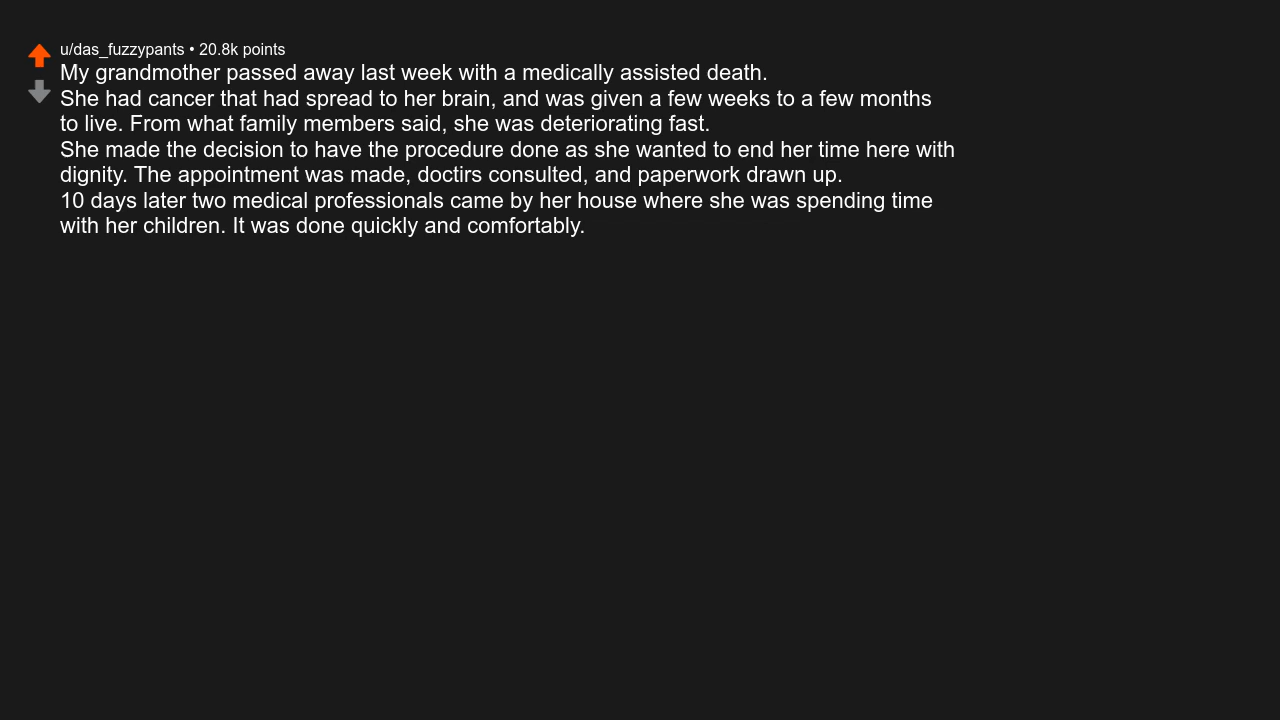 u/das_fuzzypants • 20.8k points
My grandmother passed away last week with a medically assisted death.
She had cancer that had spread to her brain, and was given a few weeks to a few months
to live. From what family members said, she was deteriorating fast.
She made the decision to have the procedure done as she wanted to end her time here with
dignity. The appointment was made, doctirs consulted, and paperwork drawn up.
10 days later two medical professionals came by her house where she was spending time
with her children. It was done quickly and comfortably.